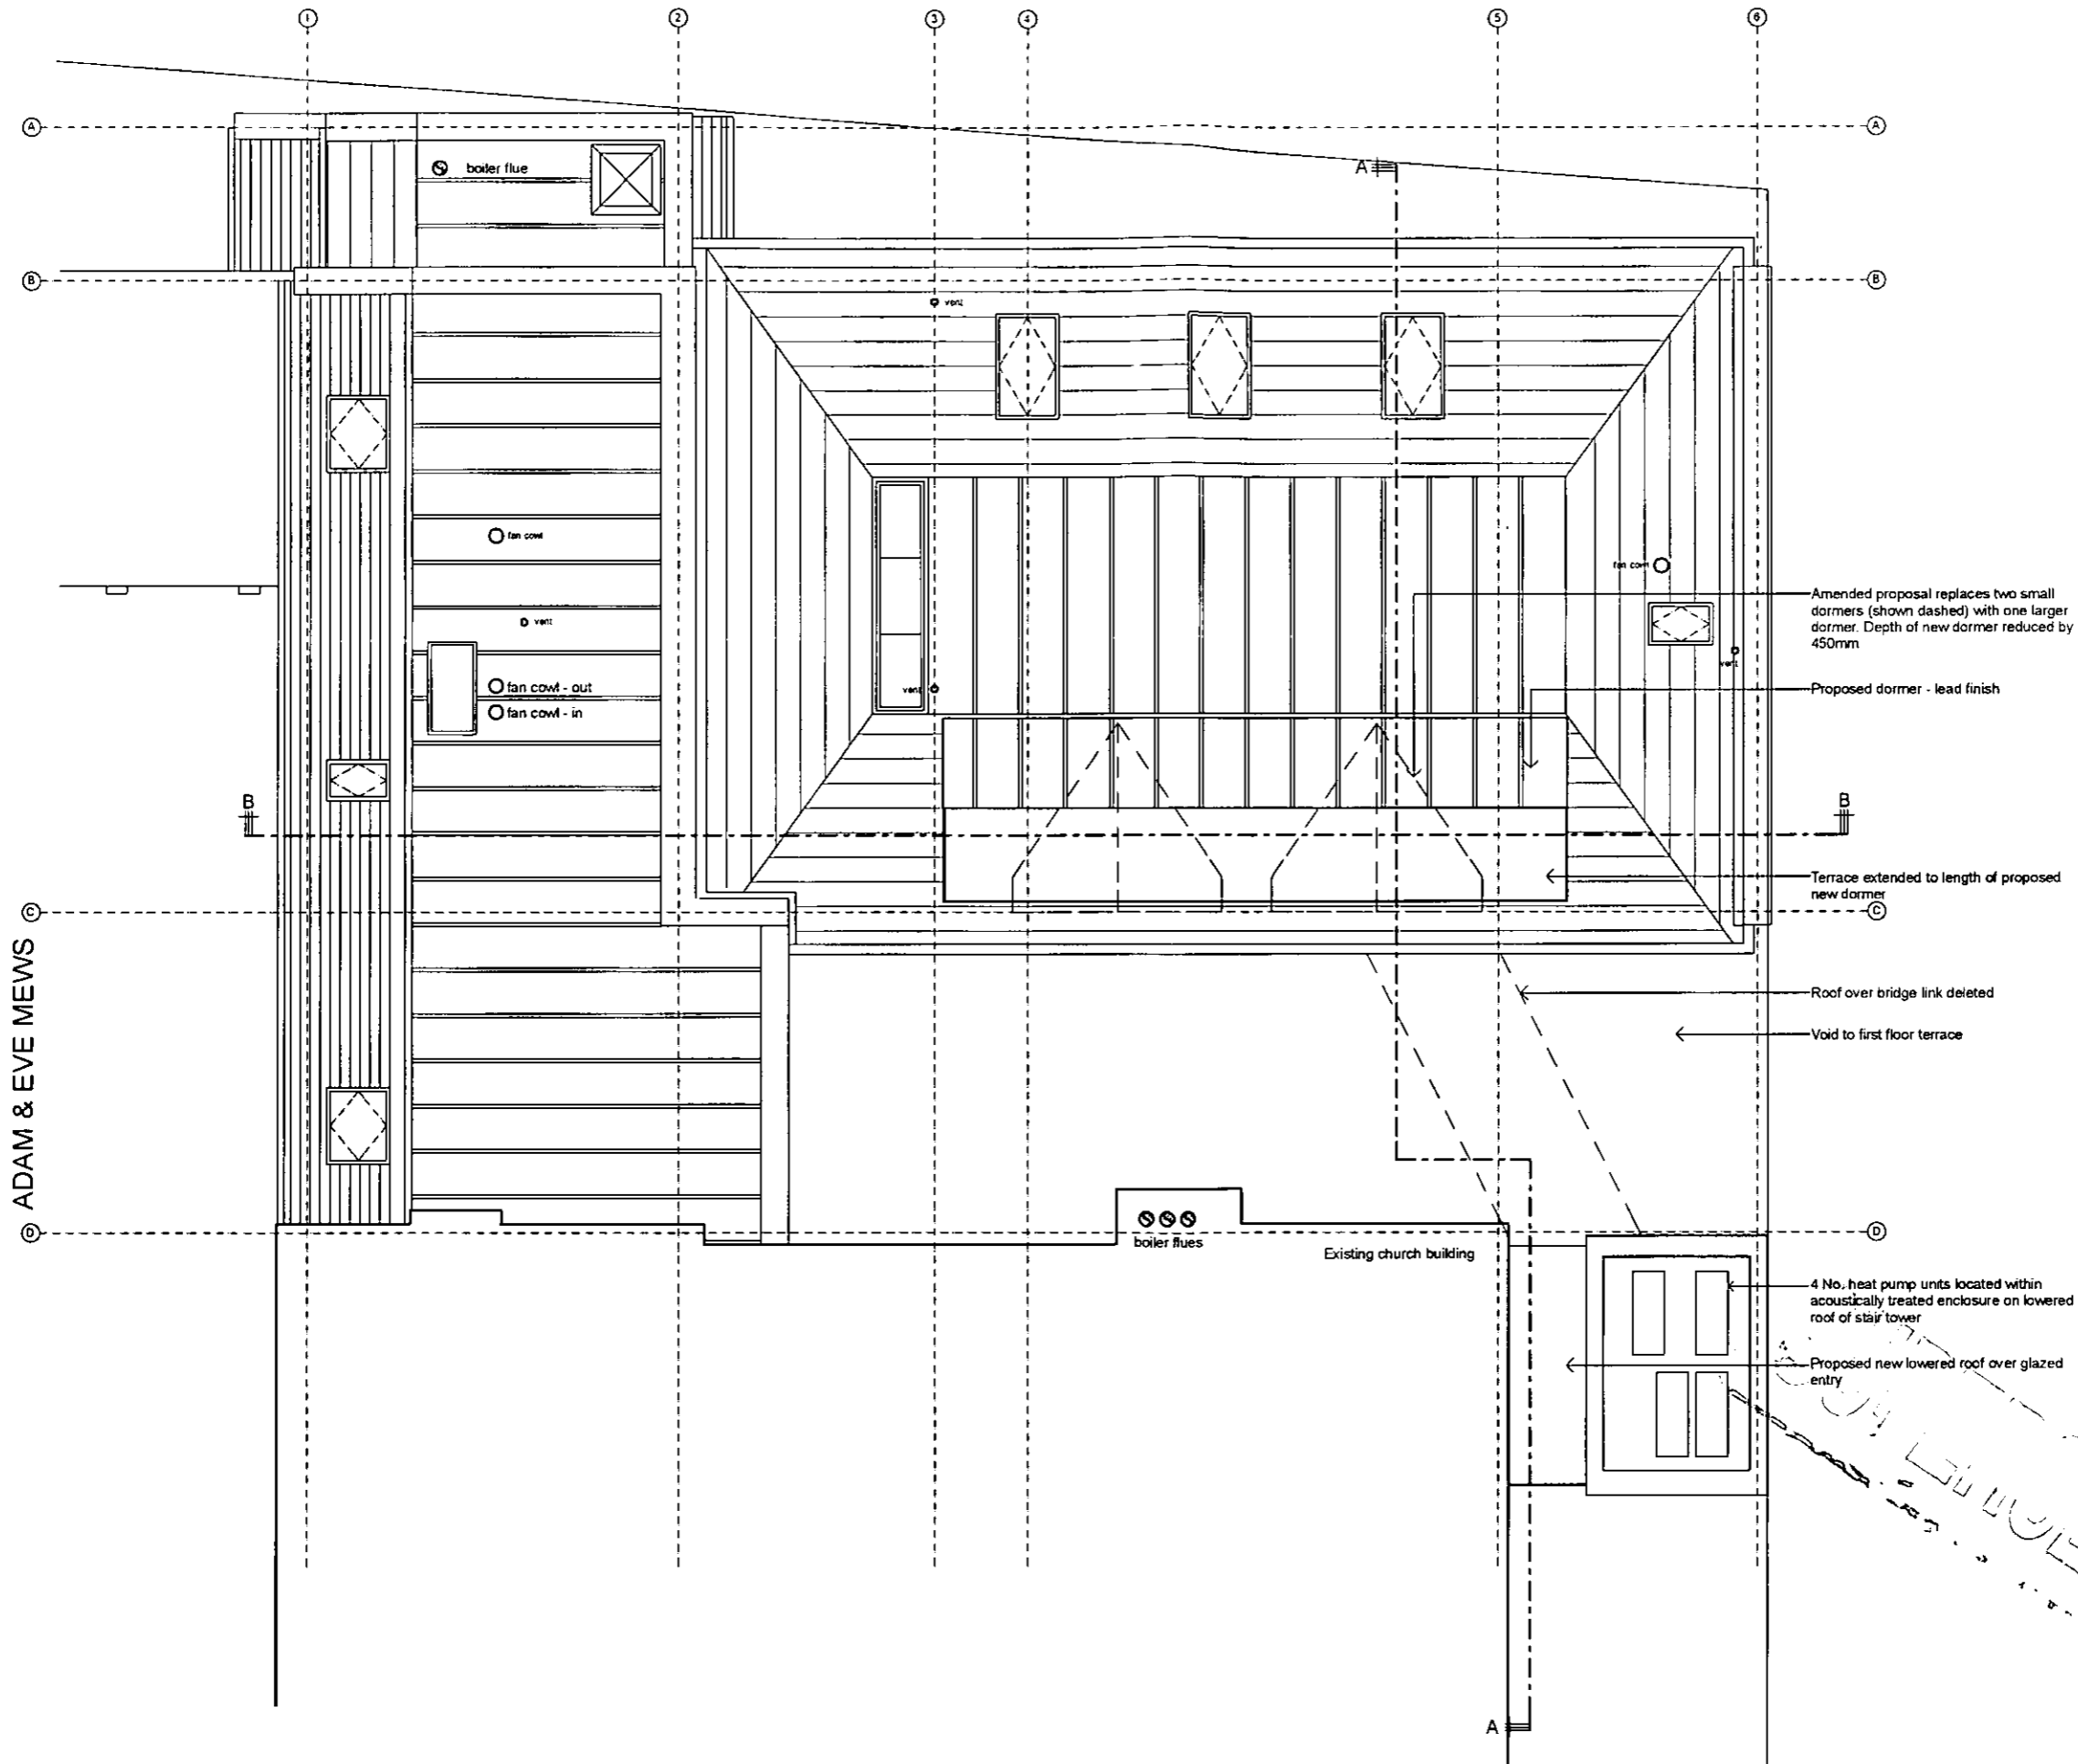 1
2
3
4
5
6
A
A
A
boiler flue
B
B
vent
fan cowl
fan cowl
Amended proposal replaces two small
dormers (shown dashed) with one larger
dormer. Depth of new dormer reduced by
450mm
vent
vent
fan cowl - out
fan cowl - in
vent
Proposed dormer - lead finish
B
B
Terrace extended to length of proposed
new dormer
C
C
ADAM & EVE MEWS
Roof over bridge link deleted
Void to first floor terrace
boiler flues
D
D
Existing church building
4 No. heat pump units located within
acoustically treated enclosure on lowered
roof of stair tower
Proposed new lowered roof over glazed
entry
A